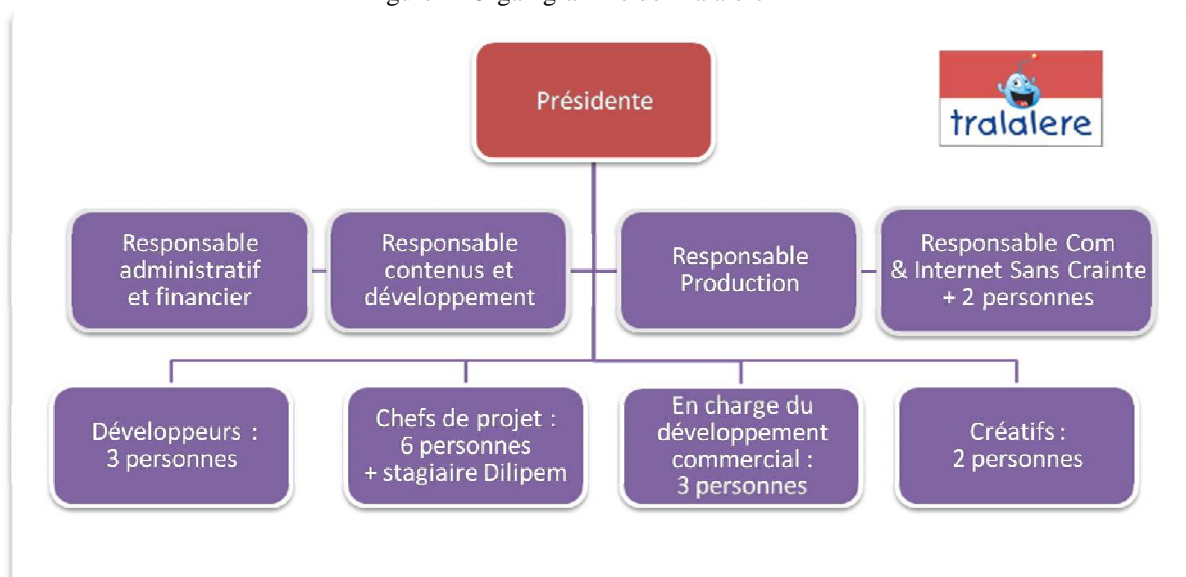 Présidente
tralalere
Responsable
administratif
et financier
Responsable
contenus et
développement
Responsable
Production
Responsable Com
& Internet Sans Crainte
+ 2 personnes
Développeurs :
3 personnes
Chefs de projet :
6 personnes
+ stagiaire Dilipem
En charge du
développement
commercial :
3 personnes
Créatifs :
2 personnes